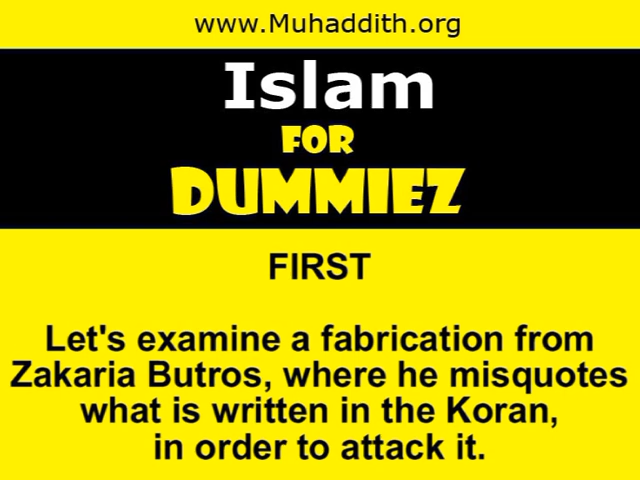 www.Muhaddith.org
Islam
FOR
DUMMIEZ
FIRST
Let's examine a fabrication from
Zakaria Butros, where he misquotes
what is written in the Koran,
in order to attack it.